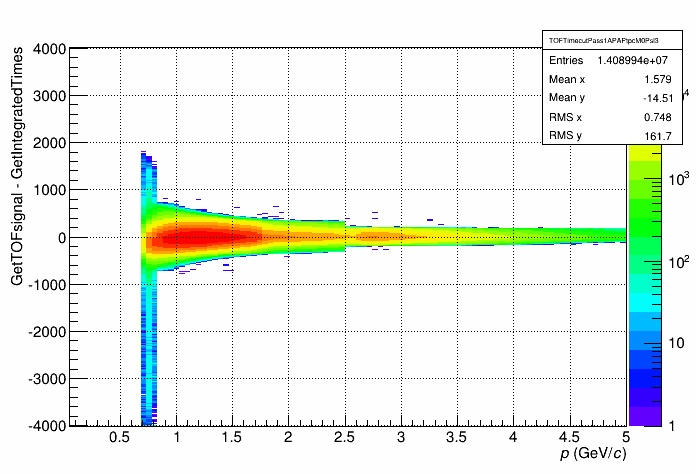 TOFTimecutPass1APAPtpcM0Psl3
Entries 1.408994e+07
Mean x 1.579
Mean y -14.51
RMS x 0.748
RMS y 161.7
GetTOFsignal - GetIntegratedTimes
4000
3000
2000
1000
0
-1000
-2000
-3000
-4000
0.5 1 1.5 2 2.5 3 3.5 4 4.5 5
p (GeV/c)
4
10³
10²
10
1